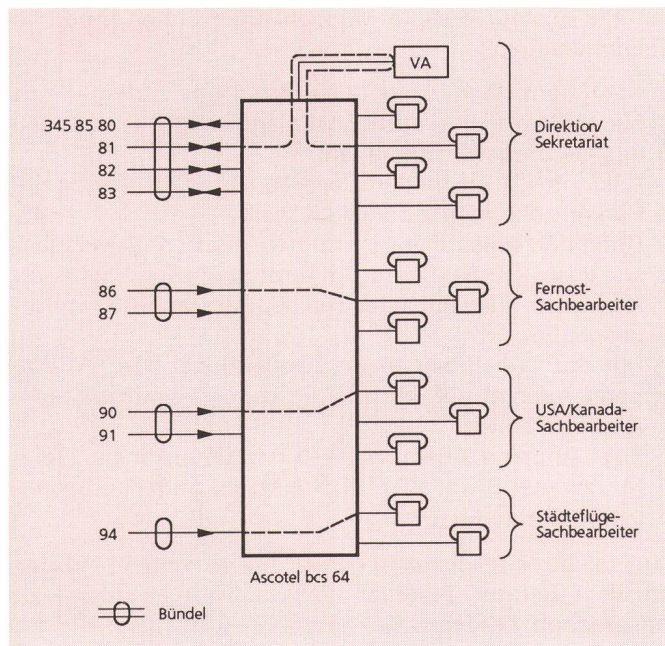 VA
345 85 80
81
82
83
Direktion/
Sekretariat
86
87
Fernost-
Sachbearbeiter
90
91
USA/Kanada-
Sachbearbeiter
94
Städteflüge-
Sachbearbeiter
Ascotel bcs 64
Bündel